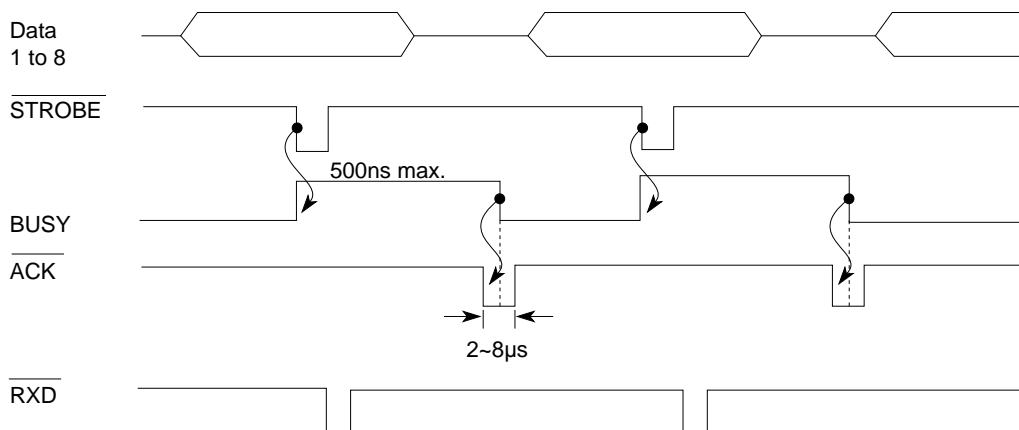 Data
1 to 8
STROBE
500ns max.
BUSY
ACK
2~8µs
RXD